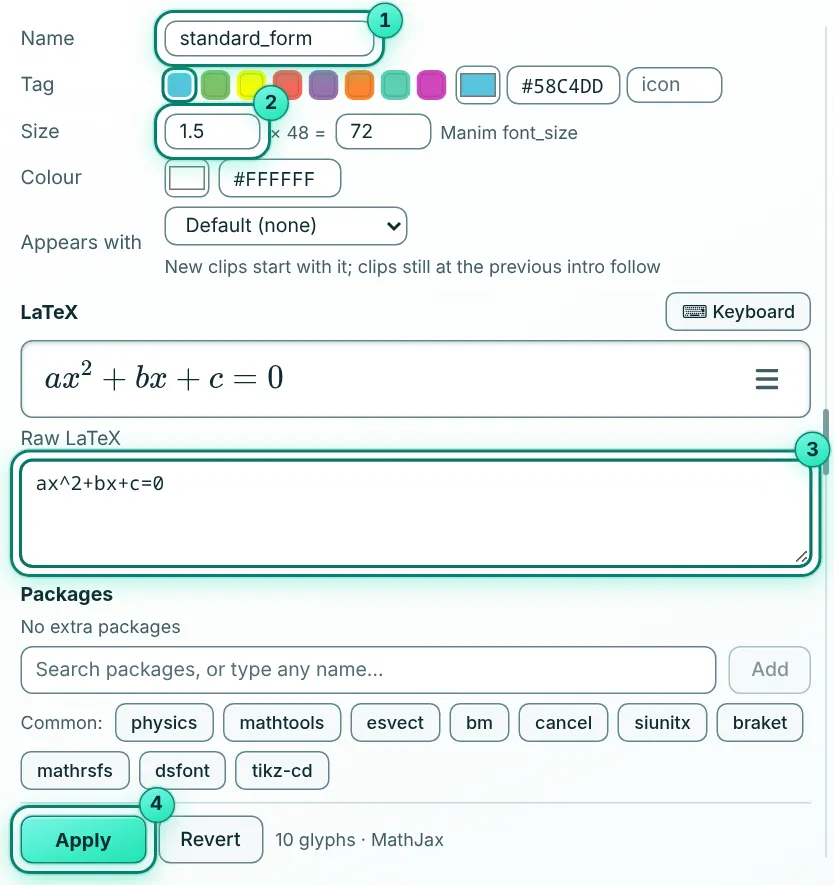 Name standard_form 1
Tag #58C4DD icon
Size 1.5 2 × 48 = 72 Manim font_size
Colour #FFFFFF
Appears with Default (none)
New clips start with it; clips still at the previous intro follow
LaTeX ⌨ Keyboard
ax² + bx + c = 0
Raw LaTeX
3
ax^2+bx+c=0
Packages
No extra packages
Search packages, or type any name... Add
Common: physics mathtools esvect bm cancel siunitx braket
mathrsfs dsfont tikz-cd
4
Apply Revert 10 glyphs · MathJax